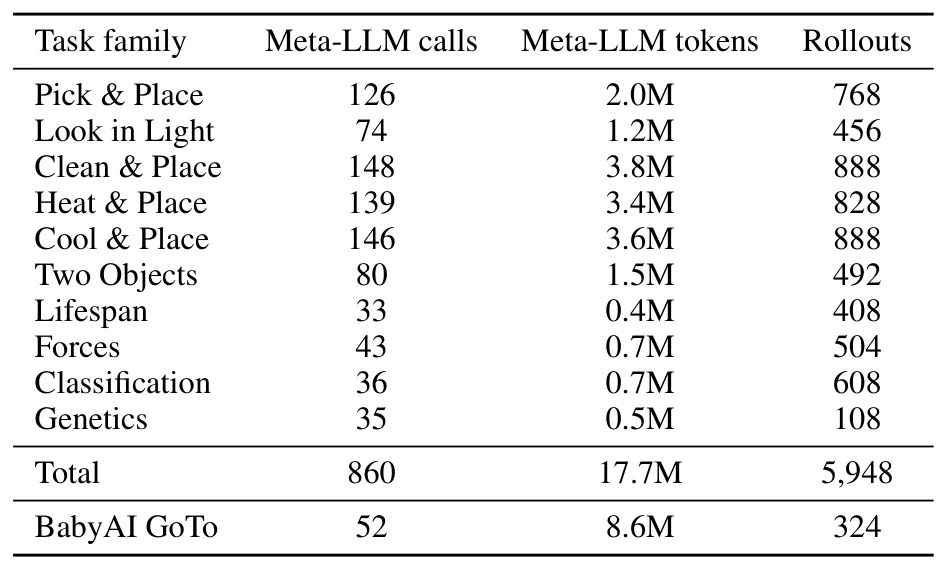 Task family Meta-LLM calls Meta-LLM tokens Rollouts
Pick & Place 126 2.0M 768
Look in Light 74 1.2M 456
Clean & Place 148 3.8M 888
Heat & Place 139 3.4M 828
Cool & Place 146 3.6M 888
Two Objects 80 1.5M 492
Lifespan 33 0.4M 408
Forces 43 0.7M 504
Classification 36 0.7M 608
Genetics 35 0.5M 108
Total 860 17.7M 5,948
BabyAI GoTo 52 8.6M 324